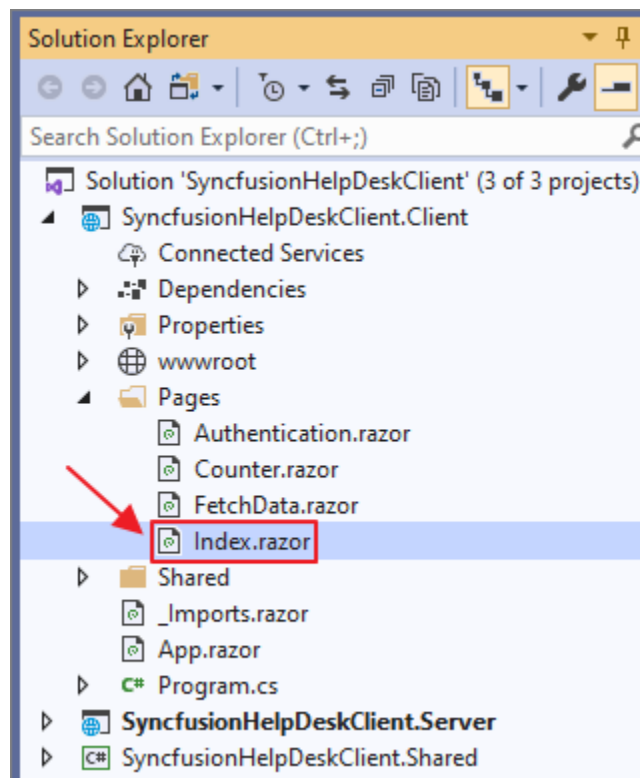 Solution Explorer
Search Solution Explorer (Ctrl+;)
Solution 'SyncfusionHelpDeskClient' (3 of 3 projects)
SyncfusionHelpDeskClient.Client
Connected Services
Dependencies
Properties
wwwroot
Pages
Authentication.razor
Counter.razor
FetchData.razor
Index.razor
Shared
_Imports.razor
App.razor
C# Program.cs
SyncfusionHelpDeskClient.Server
C# SyncfusionHelpDeskClient.Shared